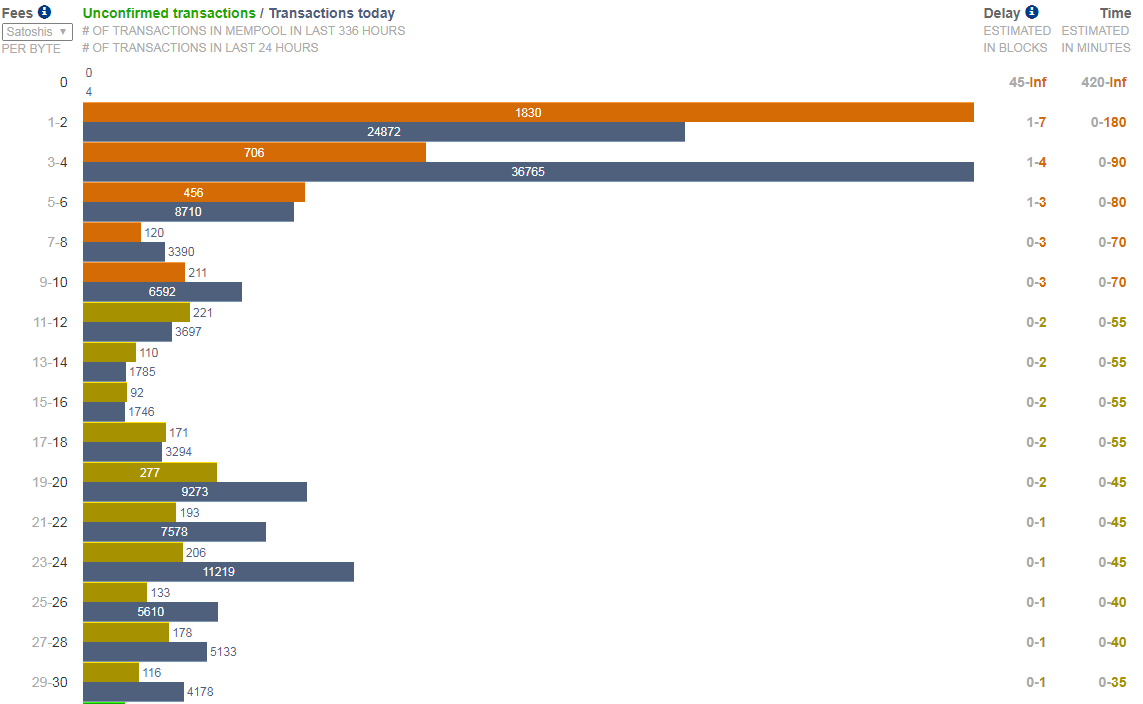 Fees Unconfirmed transactions / Transactions today Delay Time
Satoshis ▼ # OF TRANSACTIONS IN MEMPOOL IN LAST 336 HOURS ESTIMATED ESTIMATED
PER BYTE # OF TRANSACTIONS IN LAST 24 HOURS IN BLOCKS IN MINUTES
0
0 45-Inf 420-Inf
4
1830
1-2 1-7 0-180
24872
706
3-4 1-4 0-90
36765
456
5-6 1-3 0-80
8710
120
7-8 0-3 0-70
3390
211
9-10 0-3 0-70
6592
221
11-12 0-2 0-55
3697
110
13-14 0-2 0-55
1785
92
15-16 0-2 0-55
1746
171
17-18 0-2 0-55
3294
277
19-20 0-2 0-45
9273
193
21-22 0-1 0-45
7578
206
23-24 0-1 0-45
11219
133
25-26 0-1 0-40
5610
178
27-28 0-1 0-40
5133
116
29-30 0-1 0-35
4178